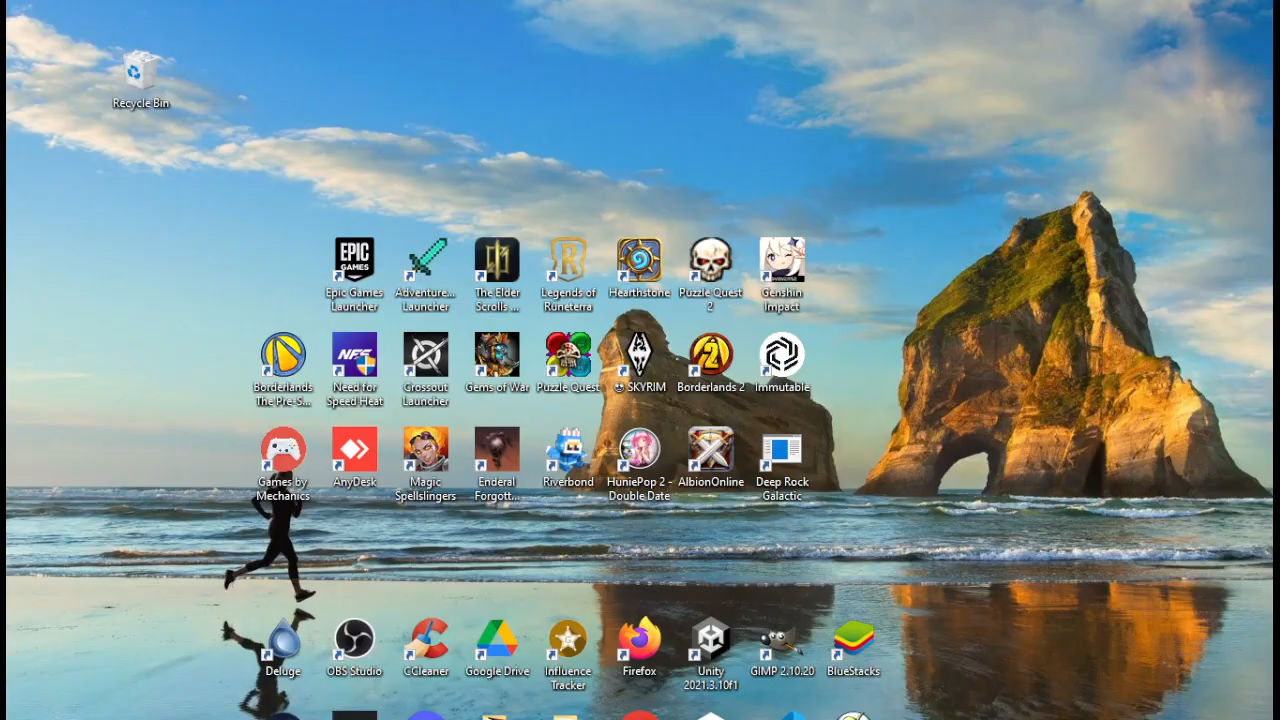 Recycle Bin
EPIC
GAMES
Epic Games
Launcher
Adventure...
Launcher
The Elder
Scrolls ...
R
Legends of
Runeterra
Hearthstone
Puzzle Quest
2
Genshin
Impact
Borderlands
The Pre-S...
NFS
Need for
Speed Heat
Crossout
Launcher
Gems of War
Puzzle Quest
SKYRIM
2
Borderlands 2
Immutable
Games by
Mechanics
AnyDesk
Magic
Spellslingers
Enderal
Forgott...
Riverbond
HuniePop 2 -
Double Date
AlbionOnline
Deep Rock
Galactic
Deluge
OBS Studio
CCleaner
Google Drive
Influence
Tracker
Firefox
Unity
2021.3.10f1
GIMP 2.10.20
BlueStacks